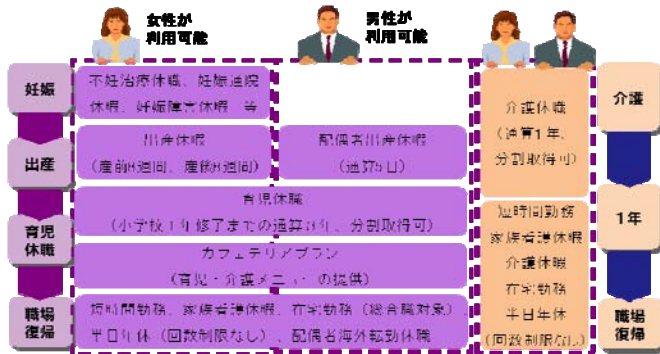 女性が
利用可能
男性が
利用可能
妊娠
不妊治療休職、妊娠通院
休暇、妊娠障害休暇 等
出産
出産休暇
(産前8週間、産後8週間)
配偶者出産休暇
(通算5日)
育児
休職
育児休職
(小学校1年修了までの通算3年、分割取得可)
カフェテリアプラン
(育児・介護メニューの提供)
職場
復帰
短時間勤務、家族看護休暇、在宅勤務(総合職対象)、
半日年休(回数制限なし)、配偶者海外転勤休職
介護休職
(通算1年、
分割取得可)
短時間勤務
家族看護休暇
介護休暇
在宅勤務
半日年休
(回数制限なし)
介護
1年
職場
復帰